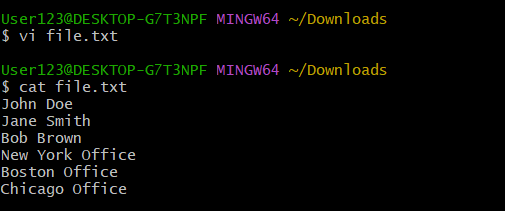 User123@DESKTOP-G7T3NPF MINGW64 ~/Downloads
$ vi file.txt
User123@DESKTOP-G7T3NPF MINGW64 ~/Downloads
$ cat file.txt
John Doe
Jane Smith
Bob Brown
New York Office
Boston Office
Chicago Office